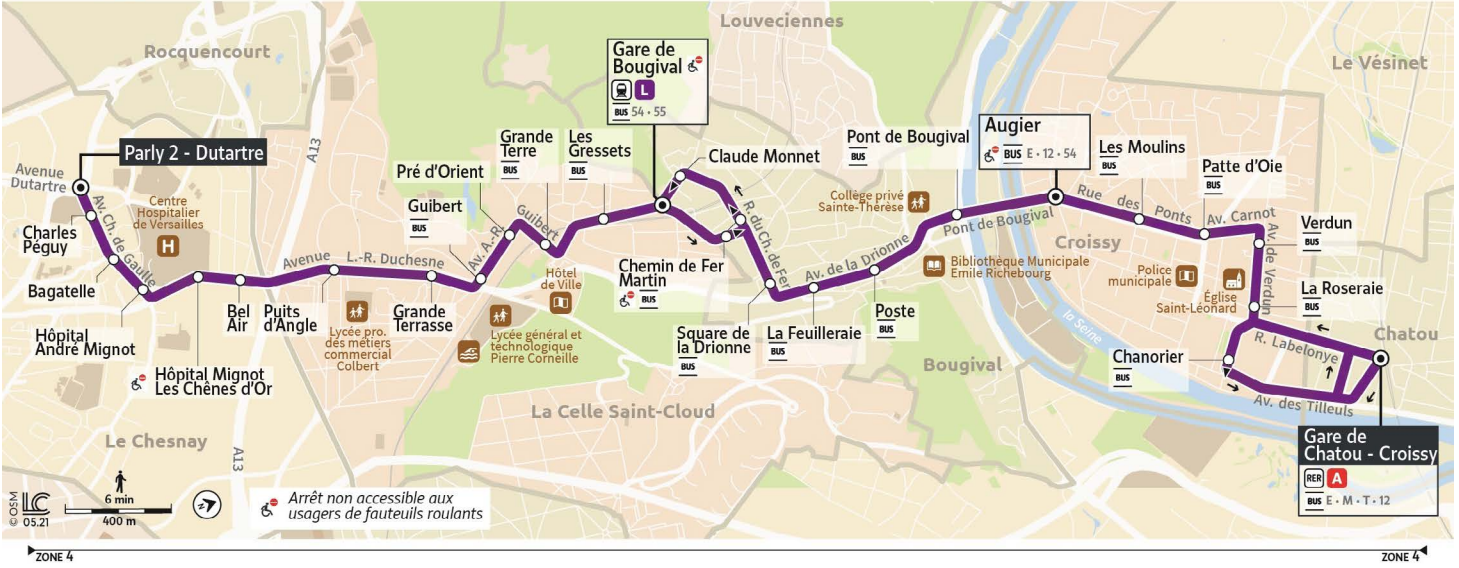 Louveciennes
Rocquencourt
Le Vésinet
A13
Gare de
Bougival
L
BUS 54 • 55
Parly 2 - Dutartre
Avenue
Dutartre
Av. Ch. de Gaulle
Centre
Hospitalier
de Versailles
H
Charles
Péguy
Bagatelle
Hôpital
André Mignot
Hôpital Mignot
Les Chênes d'Or
Bel
Air
Puits
d'Angle
Avenue L.-R. Duchesne
Lycée pro.
des métiers
commercial
Colbert
Grande
Terrasse
Guibert
BUS
Pré d'Orient
Av. A.-R. Guibert
Grande
Terre
BUS
Les
Gressets
BUS
Hôtel
de Ville
Lycée général et
technologique
Pierre Corneille
Claude Monnet
R. du Ch. de Fer
Chemin de Fer
Martin
BUS
Square de
la Drionne
BUS
La Feuilleraie
BUS
Av. de la Drionne
Poste
BUS
Collège privé
Sainte-Thérèse
Pont de Bougival
BUS
Pont de Bougival
Bibliothèque Municipale
Emile Richebourg
Augier
BUS E • 12 • 54
Les Moulins
BUS
Rue des Ponts
Patte d'Oie
BUS
Av. Carnot
Verdun
BUS
Av. de Verdun
Croissy
Police
municipale
Église
Saint-Léonard
La Roseraie
BUS
Chatou
R. Labelonye
Chanorier
BUS
Av. des Tilleuls
la Seine
Bougival
La Celle Saint-Cloud
Le Chesnay
A13
Gare de
Chatou - Croissy
RER A
BUS E • M • T • 12
© OSM
LC
05.21
6 min
400 m
Arrêt non accessible aux
usagers de fauteuils roulants
ZONE 4
ZONE 4